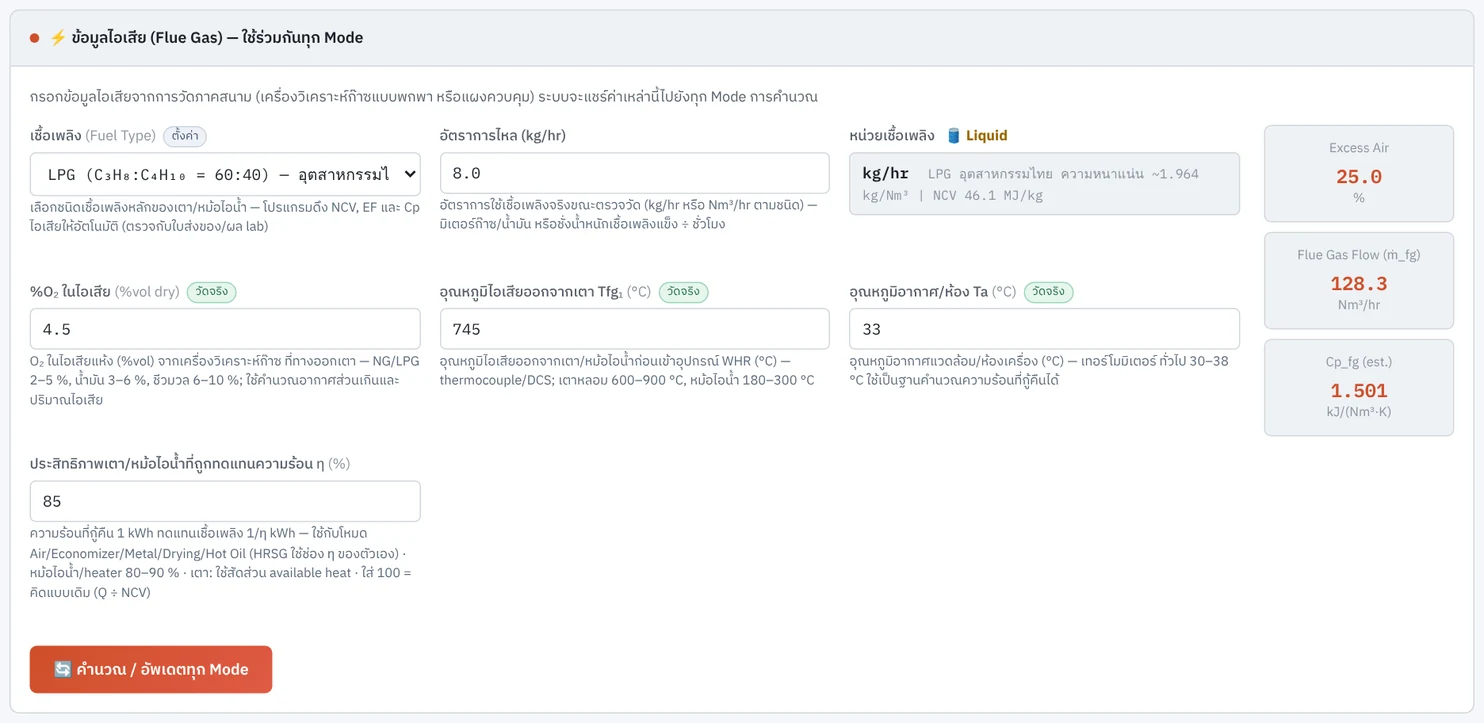 ⚡ ข้อมูลไอเสีย (Flue Gas) — ใช้ร่วมกันทุก Mode
กรอกข้อมูลไอเสียจากการวัดภาคสนาม (เครื่องวิเคราะห์ก๊าซแบบพกพา หรือแผงควบคุม) ระบบจะแชร์ค่าเหล่านี้ไปยังทุก Mode การคำนวณ
เชื้อเพลิง (Fuel Type) ตั้งค่า
LPG (C₃H₈:C₄H₁₀ = 60:40) — อุตสาหกรรมไ
เลือกชนิดเชื้อเพลิงหลักของเตา/หม้อไอน้ำ — โปรแกรมดึง NCV, EF และ Cp
ไอเสียให้อัตโนมัติ (ตรวจกับใบส่งของ/ผล lab)
อัตราการไหล (kg/hr)
8.0
อัตราการใช้เชื้อเพลิงจริงขณะตรวจวัด (kg/hr หรือ Nm³/hr ตามชนิด) —
มิเตอร์ก๊าซ/น้ำมัน หรือชั่งน้ำหนักเชื้อเพลิงแข็ง ÷ ชั่วโมง
หน่วยเชื้อเพลิง 🛢️ Liquid
kg/hr LPG อุตสาหกรรมไทย ความหนาแน่น ~1.964
kg/Nm³ | NCV 46.1 MJ/kg
Excess Air
25.0
%
Flue Gas Flow (ṁ_fg)
128.3
Nm³/hr
Cp_fg (est.)
1.501
kJ/(Nm³·K)
%O₂ ในไอเสีย (%vol dry) วัดจริง
4.5
O₂ ในไอเสียแห้ง (%vol) จากเครื่องวิเคราะห์ก๊าซ ที่ทางออกเตา — NG/LPG
2–5 %, น้ำมัน 3–6 %, ชีวมวล 6–10 %; ใช้คำนวณอากาศส่วนเกินและ
ปริมาณไอเสีย
อุณหภูมิไอเสียออกจากเตา Tfg₁ (°C) วัดจริง
745
อุณหภูมิไอเสียออกจากเตา/หม้อไอน้ำก่อนเข้าอุปกรณ์ WHR (°C) —
thermocouple/DCS; เตาหลอม 600–900 °C, หม้อไอน้ำ 180–300 °C
อุณหภูมิอากาศ/ห้อง Ta (°C) วัดจริง
33
อุณหภูมิอากาศแวดล้อม/ห้องเครื่อง (°C) — เทอร์โมมิเตอร์ ทั่วไป 30–38
°C ใช้เป็นฐานคำนวณความร้อนที่กู้คืนได้
ประสิทธิภาพเตา/หม้อไอน้ำที่ถูกทดแทนความร้อน η (%)
85
ความร้อนที่กู้คืน 1 kWh ทดแทนเชื้อเพลิง 1/η kWh — ใช้กับโหมด
Air/Economizer/Metal/Drying/Hot Oil (HRSG ใช้ช่อง η ของตัวเอง) ·
หม้อไอน้ำ/heater 80–90 % · เตา: ใช้สัดส่วน available heat · ใส่ 100 =
คิดแบบเดิม (Q ÷ NCV)
🔄 คำนวณ / อัพเดตทุก Mode